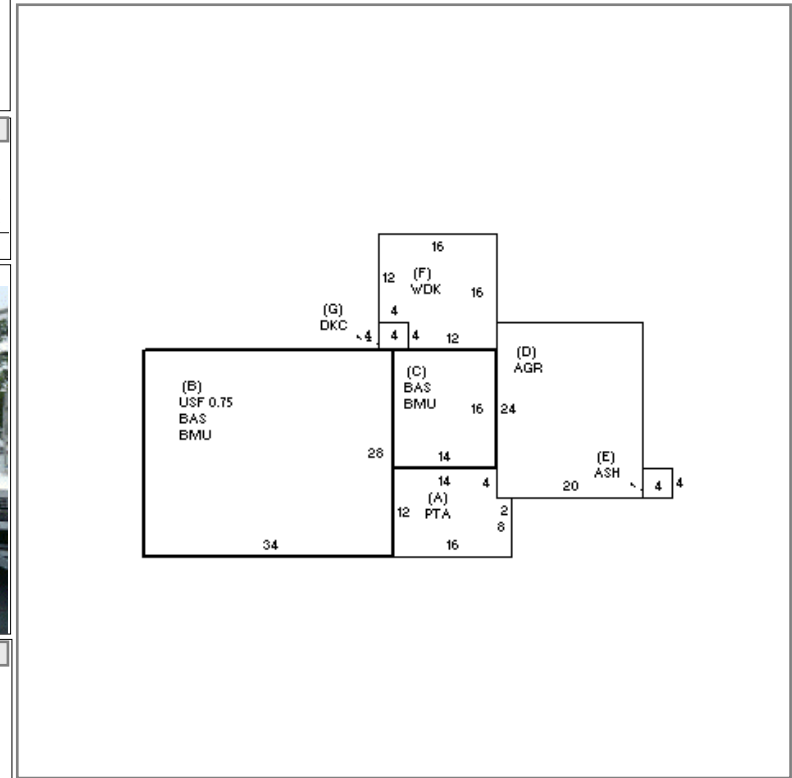 16
12
(F)
WDK
16
4
(G)
DKC
4
4
4
12
(B)
USF 0.75
BAS
BMU
(C)
BAS
BMU
16
(D)
AGR
24
28
14
(E)
ASH
14
4
20
4
4
(A)
PTA
12
2
8
34
16